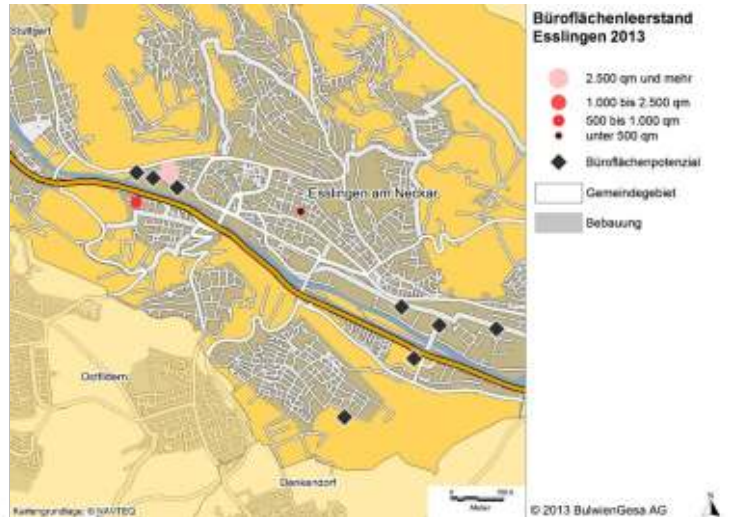 Büroflächenleerstand
Esslingen 2013
2.500 qm und mehr
1.000 bis 2.500 qm
500 bis 1.000 qm
unter 500 qm
Büroflächenpotenzial
Gemeindegebiet
Bebauung
Stuttgart
Esslingen am Neckar
Ostfildern
Denkendorf
0
Meter
Kartengrundlage: © NAVTEQ
© 2013 BulwienGesa AG
N